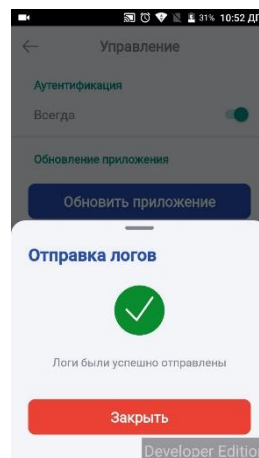 31% 10:52 ДП
Управление
Аутентификация
Всегда
Обновление приложения
Обновить приложение
Отправка логов
Логи были успешно отправлены
Закрыть
Developer Editio